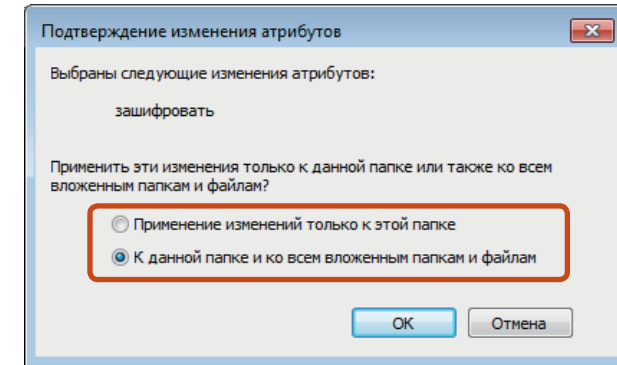 Подтверждение изменения атрибутов
Выбраны следующие изменения атрибутов:
зашифровать
Применить эти изменения только к данной папке или также ко всем
вложенным папкам и файлам?
Применение изменений только к этой папке
К данной папке и ко всем вложенным папкам и файлам
ОК
Отмена